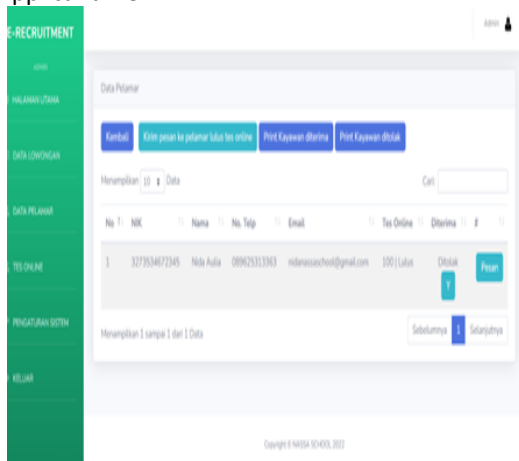 E-RECRUITMENT
Admin
ADMIN
HALAMAN UTAMA
DATA LOWONGAN
DATA PELAMAR
TES ONLINE
PENGATURAN SISTEM
KELUAR
Data Pelamar
Kembali Kirim pesan ke pelamar lulus tes online Print Kayawan diterima Print Kayawan ditolak
Menampilkan 10 Data Cari:
No NIK Nama No. Telp Email Tes Online Diterima #
1 3273534672345 Nida Aulia 089625313363 nidanassaschool@gmail.com 100 | Lulus Ditolak Pesan
Y
Menampilkan 1 sampai 1 dari 1 Data
Sebelumnya 1 Selanjutnya
Copyright © NASSA SCHOOL 2022